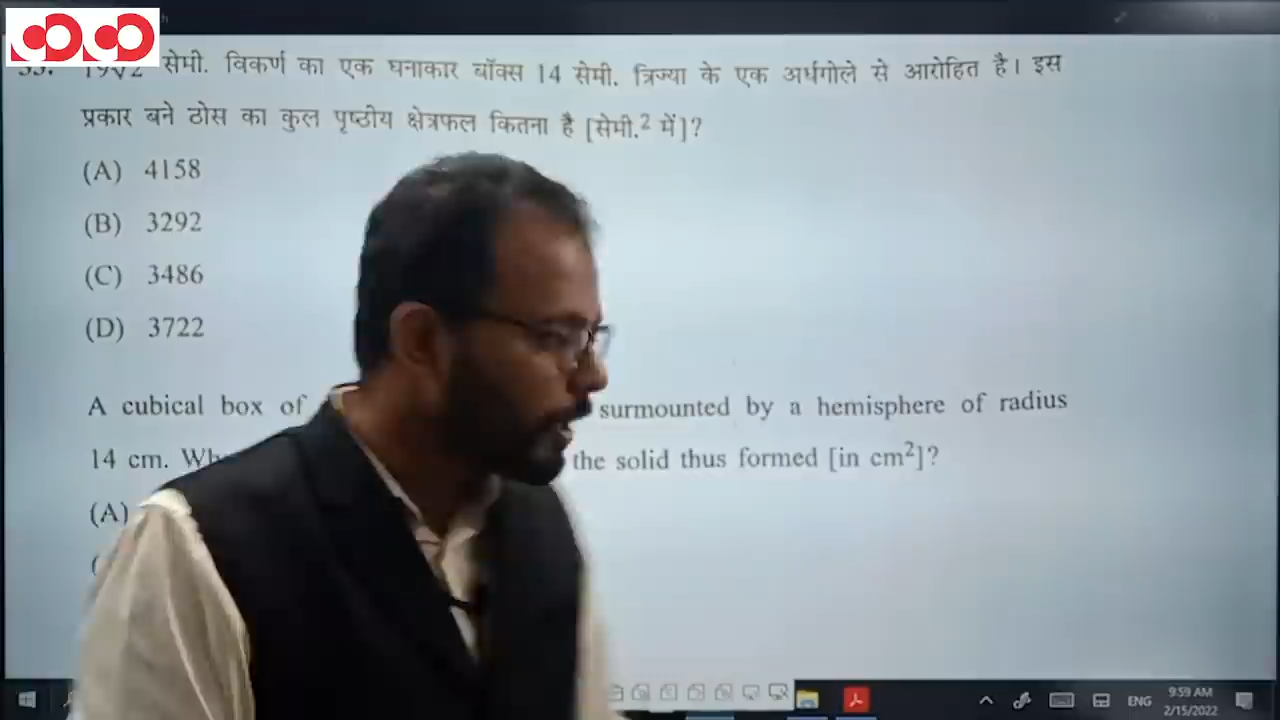 सेमी. विकर्ण का एक घनाकार बॉक्स 14 सेमी. त्रिज्या के एक अर्धगोले से आरोहित है। इस
प्रकार बने ठोस का कुल पृष्ठीय क्षेत्रफल कितना है [सेमी.² में]?
(A) 4158
(B) 3292
(C) 3486
(D) 3722
A cubical box of surmounted by a hemisphere of radius
14 cm. the solid thus formed [in cm²]?
(A)
ENG
9:59 AM
2/15/2022